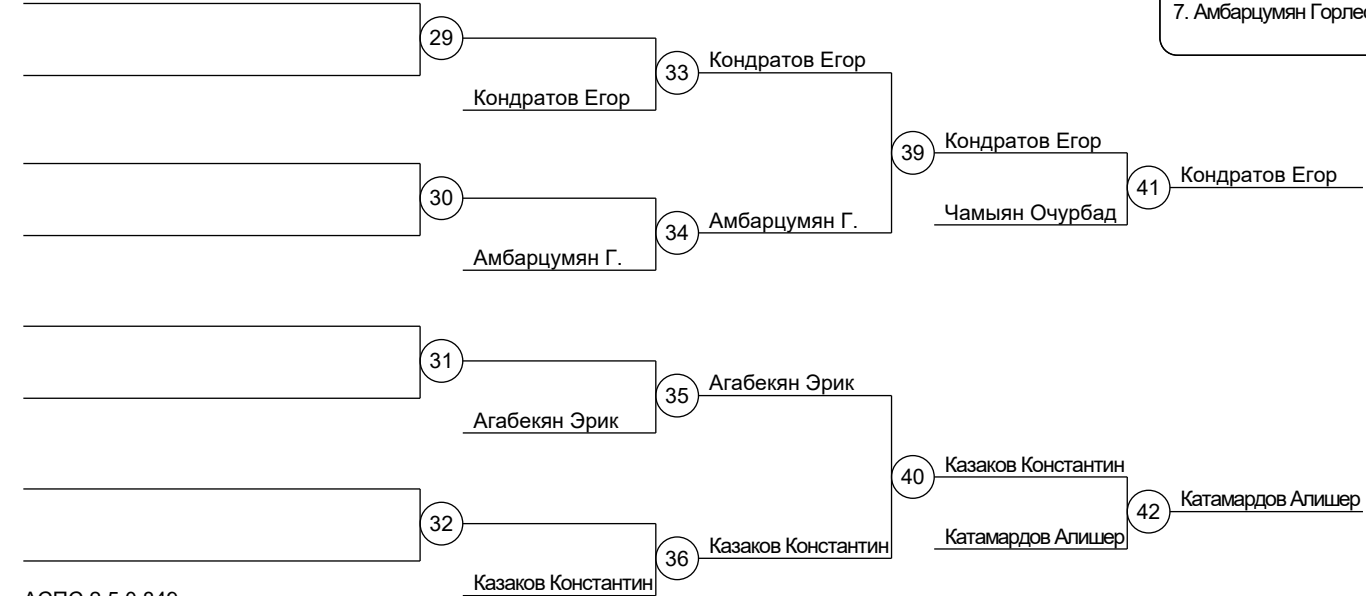 7. Амбарцумян
29
Кондратов Егор
33
Кондратов Егор
Кондратов Егор
39
Кондратов Егор
41
30
Чамыян Очурбад
Амбарцумян Г.
34
Амбарцумян Г.
31
Агабекян Эрик
35
Агабекян Эрик
Казаков Константин
40
Катамардов Алишер
42
32
Катамардов Алишер
Казаков Константин
36
Казаков Константин